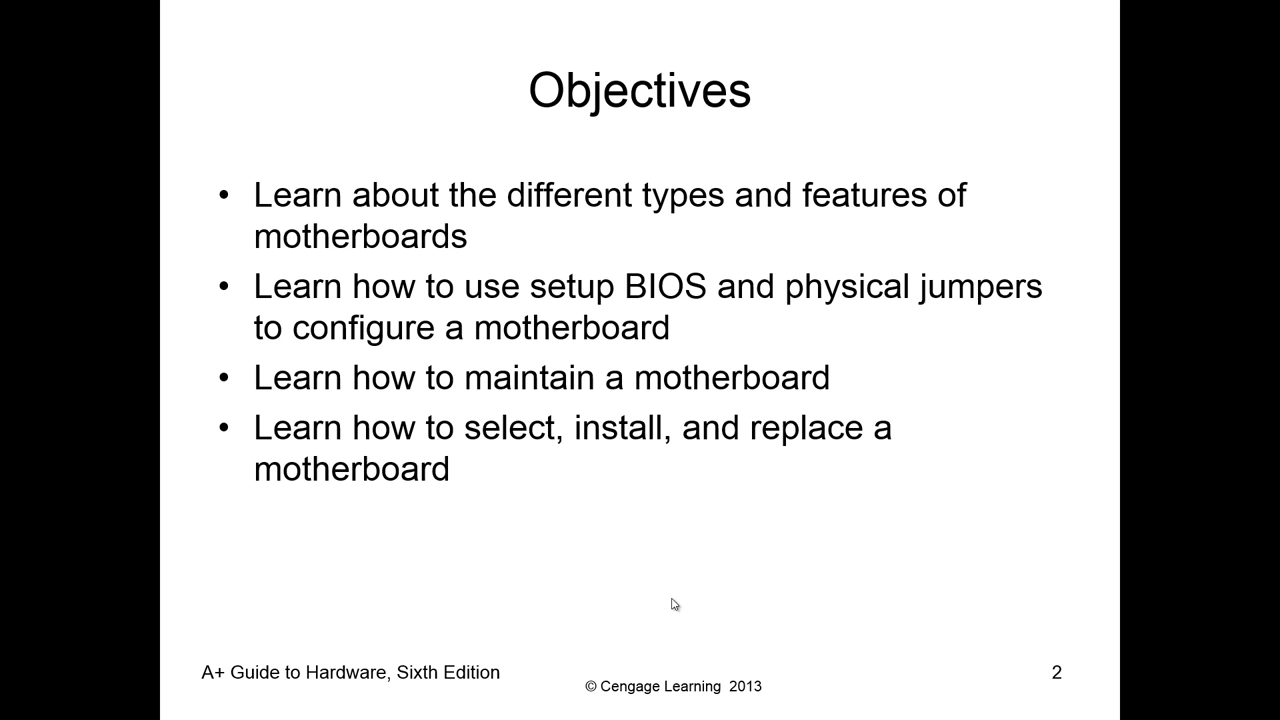 Objectives
• Learn about the different types and features of
motherboards
• Learn how to use setup BIOS and physical jumpers
to configure a motherboard
• Learn how to maintain a motherboard
• Learn how to select, install, and replace a
motherboard
A+ Guide to Hardware, Sixth Edition
© Cengage Learning 2013
2